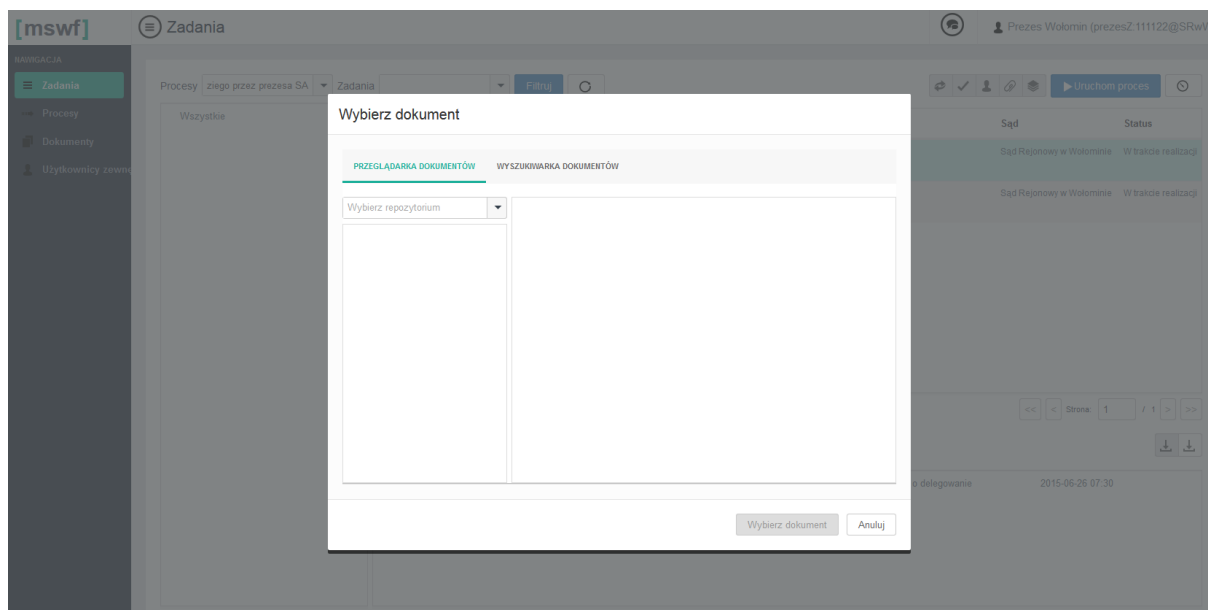 [mswf]
Zadania
Prezes Wołomin (prezesZ.111122@SRwW
NAWIGACJA
Zadania
Procesy
Dokumenty
Użytkownicy zewnę
Procesy ziego przez prezesa SA Zadania Filtruj Uruchom proces
Wszystkie
Sąd Status
Sąd Rejonowy w Wołominie W trakcie realizacji
Sąd Rejonowy w Wołominie W trakcie realizacji
Wybierz dokument
PRZEGLĄDARKA DOKUMENTÓW WYSZUKIWARKA DOKUMENTÓW
Wybierz repozytorium
<< < Strona: 1 / 1 > >>
o delegowanie 2015-06-26 07:30
Wybierz dokument Anuluj